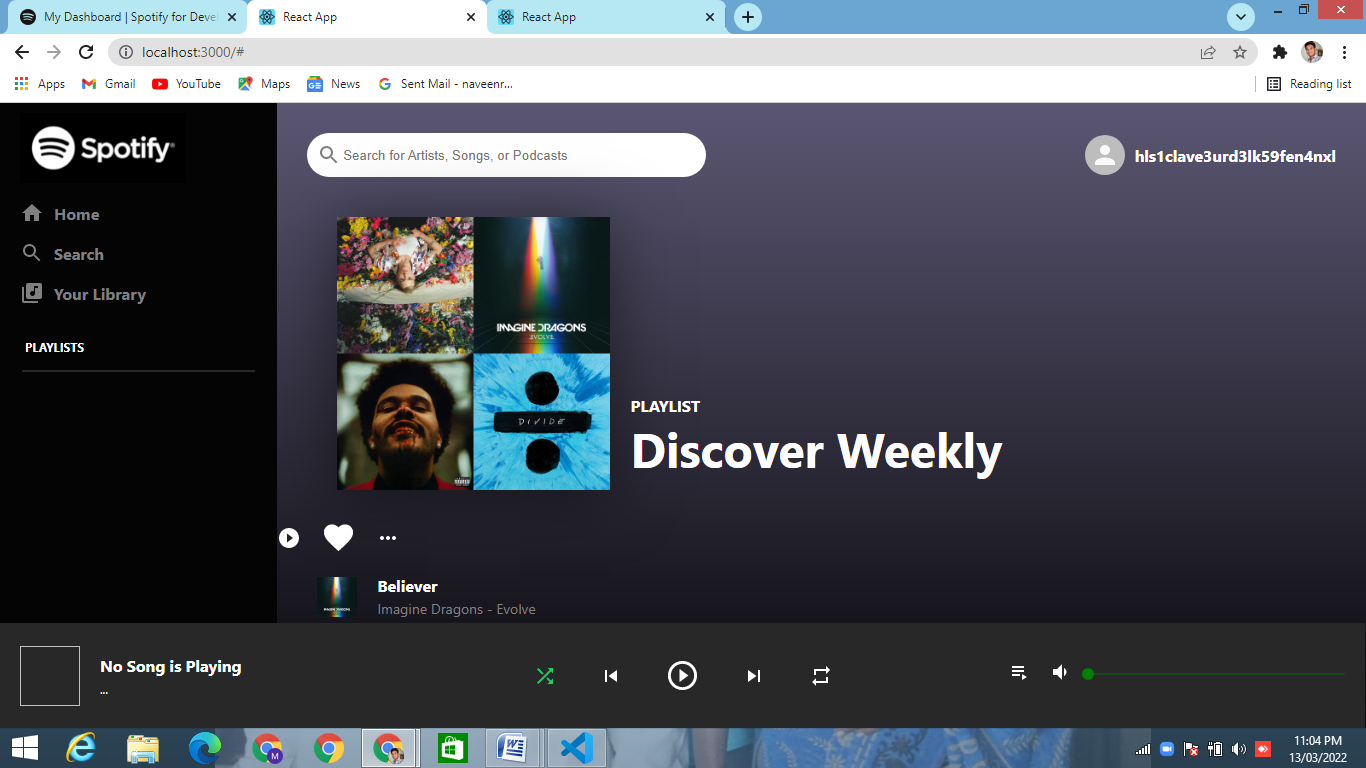 My Dashboard | Spotify for Devel
React App
React App
localhost:3000/#
Apps
Gmail
YouTube
Maps
News
Sent Mail - naveenr...
Reading list
Spotify
Search for Artists, Songs, or Podcasts
hls1clave3urd3lk59fen4nxl
Home
Search
Your Library
PLAYLISTS
IMAGINE DRAGONS
EVOLVE
DIVIDE
PLAYLIST
Discover Weekly
Believer
Imagine Dragons - Evolve
No Song is Playing
...
11:04 PM
13/03/2022